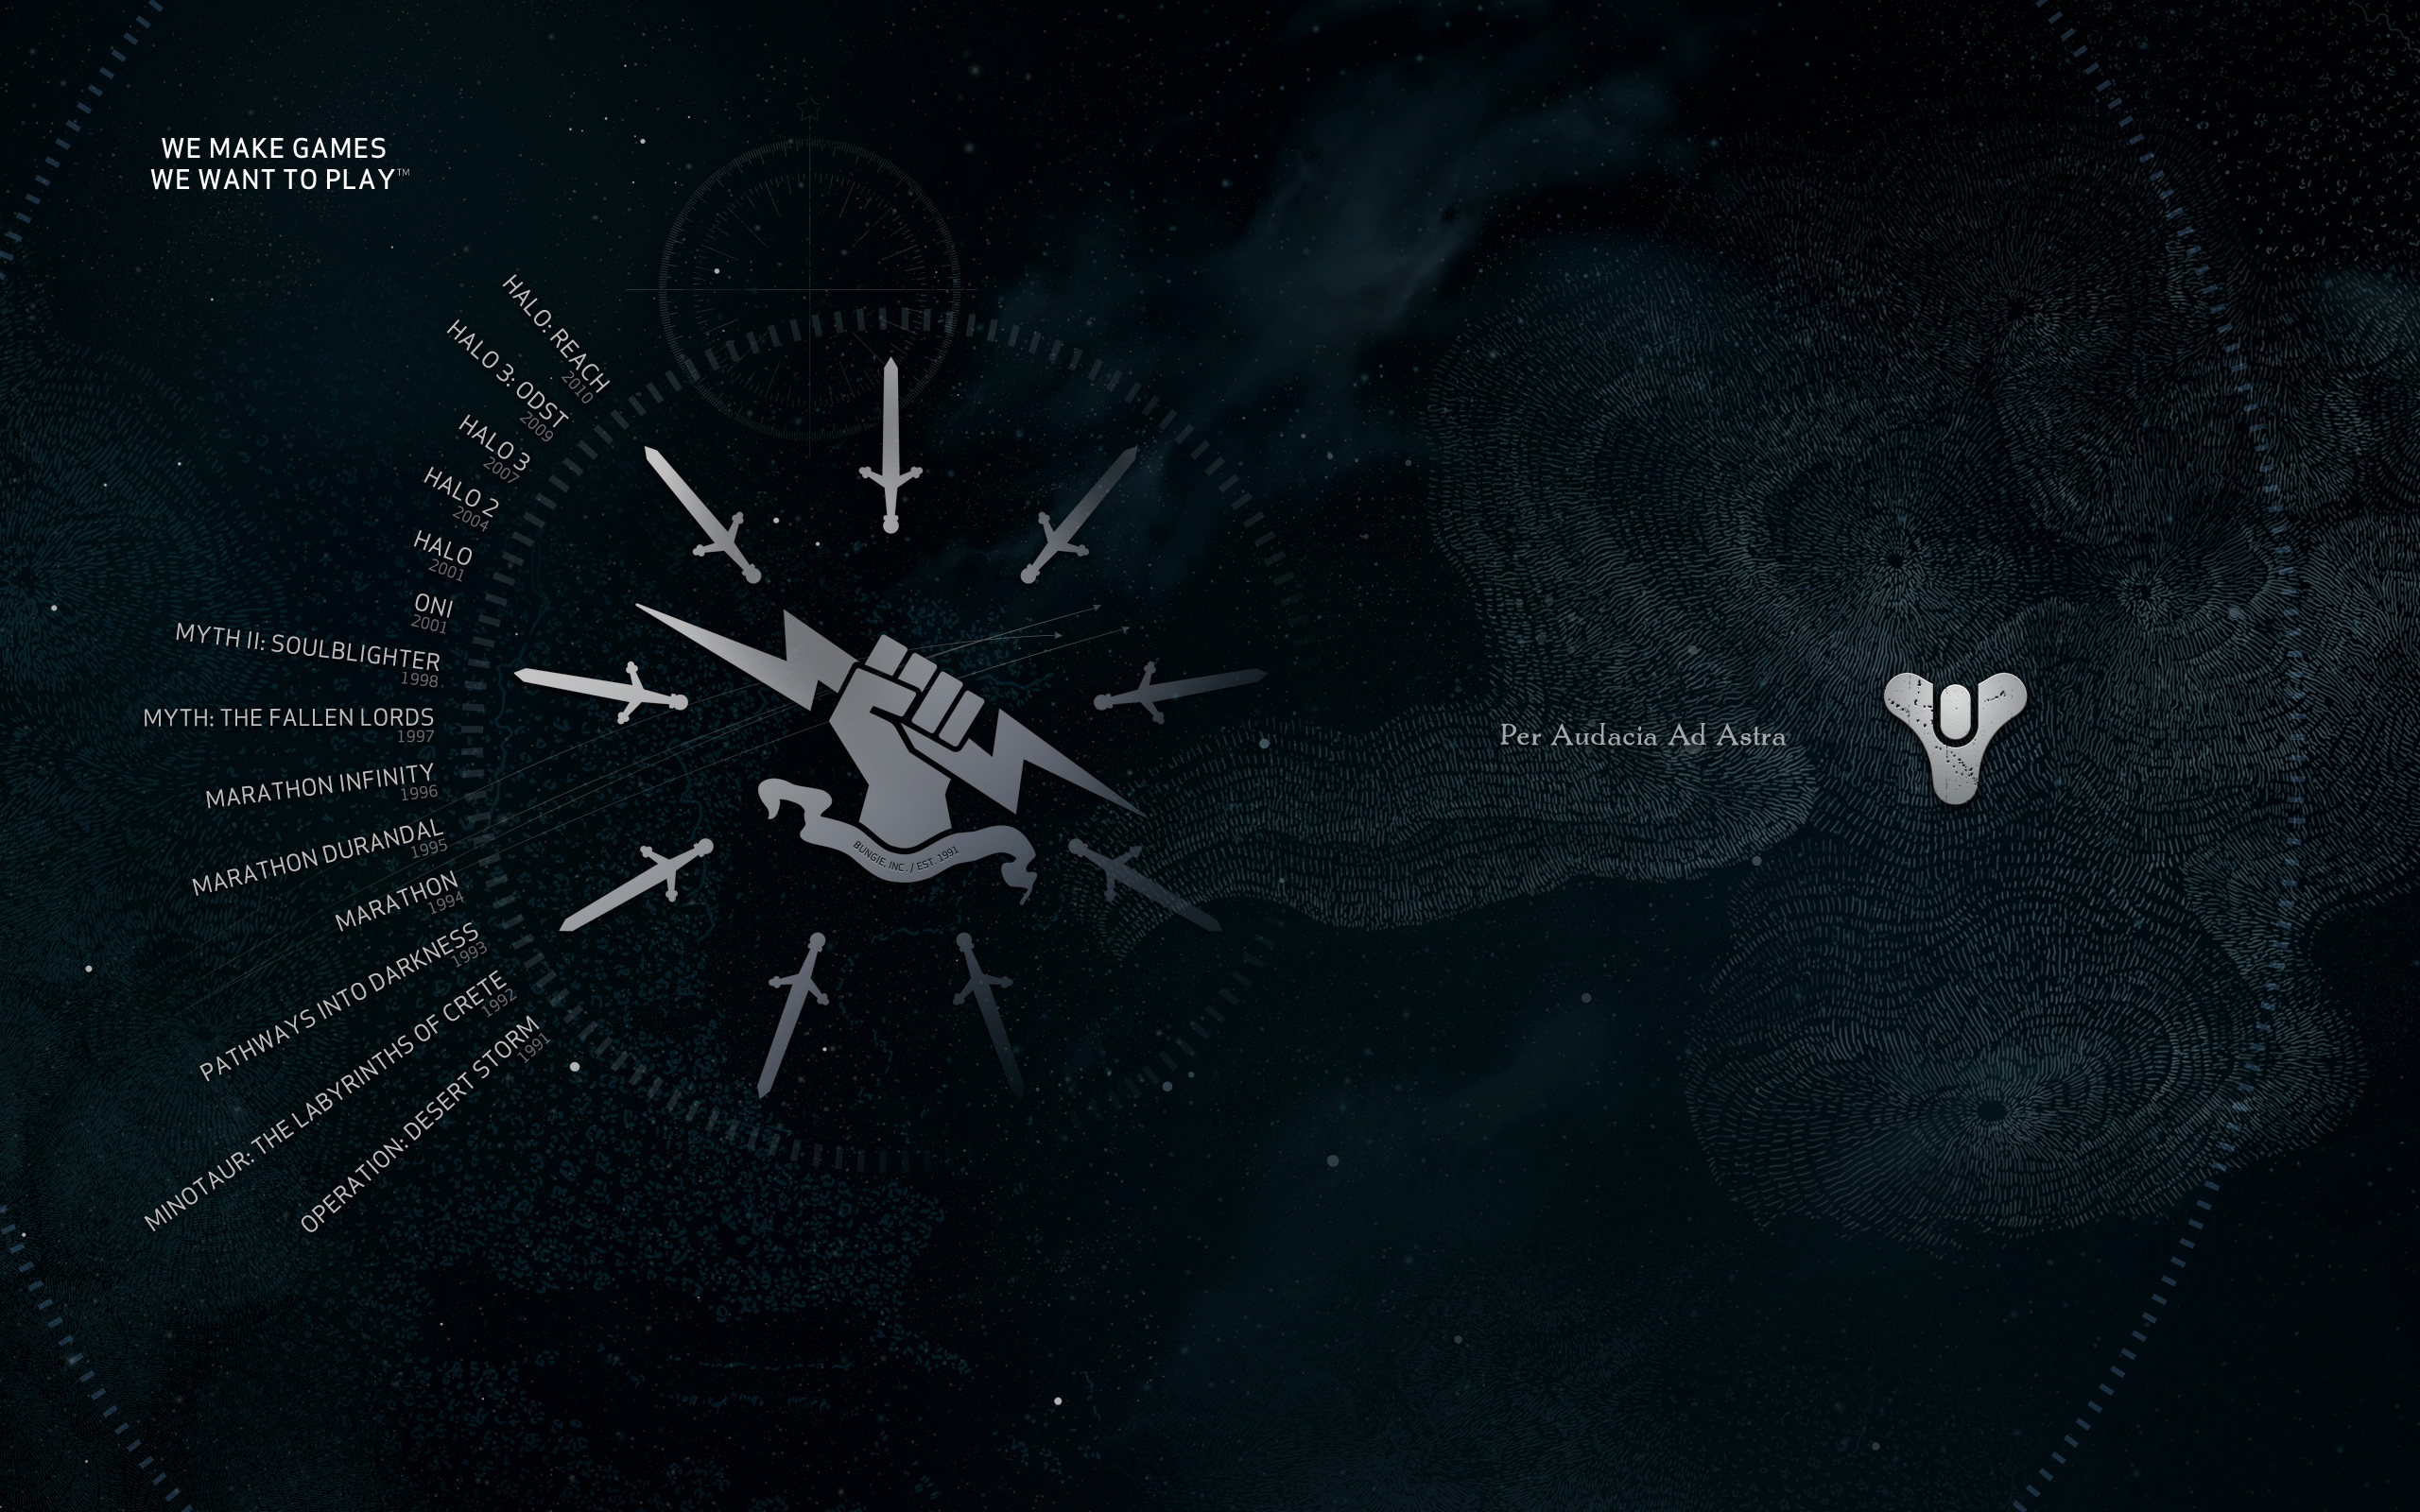 WE MAKE GAMES
WE WANT TO PLAY™
HALO: REACH
2010
HALO 3: ODST
2009
HALO 3
2007
HALO 2
2004
HALO
2001
ONI
2001
MYTH II: SOULBLIGHTER
1998
MYTH: THE FALLEN LORDS
1997
MARATHON INFINITY
1996
MARATHON DURANDAL
1995
MARATHON
1994
PATHWAYS INTO DARKNESS
1993
MINOTAUR: THE LABYRINTHS OF CRETE
1992
OPERATION: DESERT STORM
1991
BUNGIE, INC. / EST. 1991
Per Audacia Ad Astra